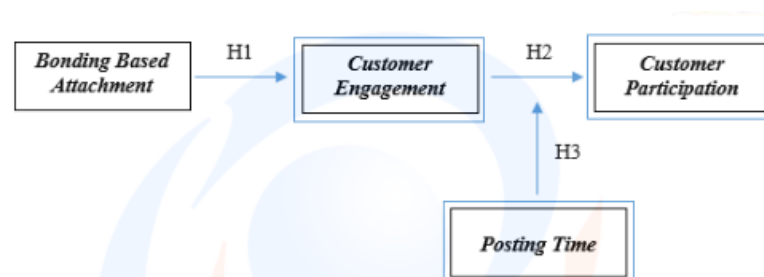 Bonding Based
Attachment
H1
Customer
Engagement
H2
Customer
Participation
H3
Posting Time